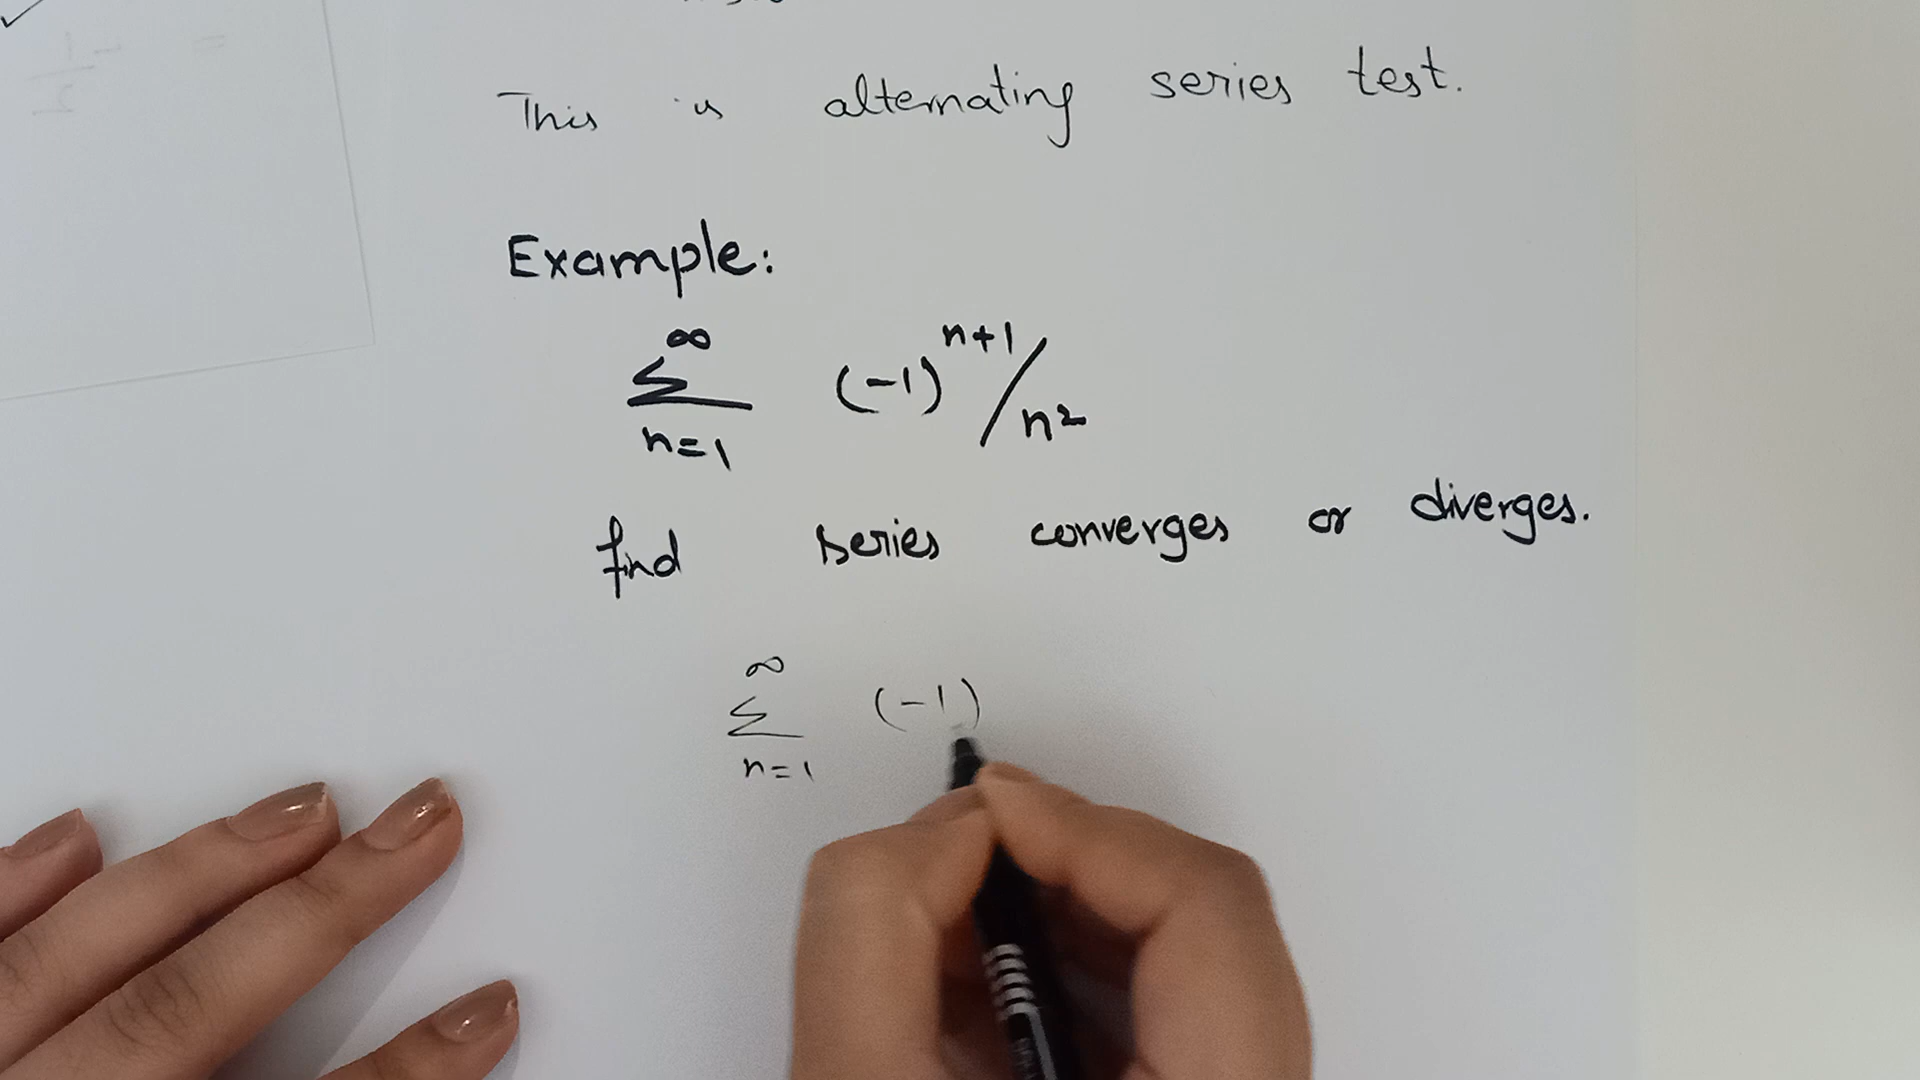 This is alternating series test.
Example:
∞
Σ (-1)^{n+1}/n²
n=1
find series converges or diverges.
∞
Σ (-1)
n=1